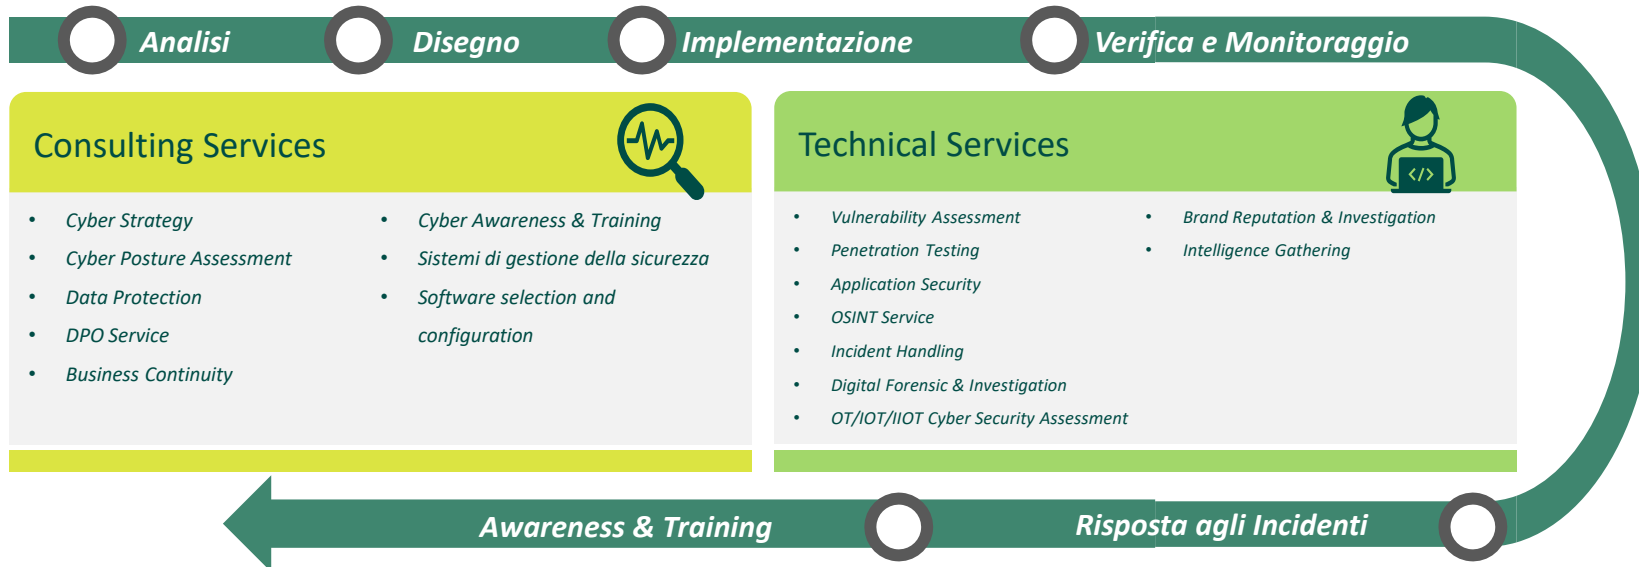 Analisi
Disegno
Implementazione
Verifica e Monitoraggio
Consulting Services
• Cyber Strategy
• Cyber Posture Assessment
• Data Protection
• DPO Service
• Business Continuity
• Cyber Awareness & Training
• Sistemi di gestione della sicurezza
• Software selection and
configuration
Technical Services
</>
• Vulnerability Assessment
• Penetration Testing
• Application Security
• OSINT Service
• Incident Handling
• Digital Forensic & Investigation
• OT/IOT/IIOT Cyber Security Assessment
• Brand Reputation & Investigation
• Intelligence Gathering
Awareness & Training
Risposta agli Incidenti